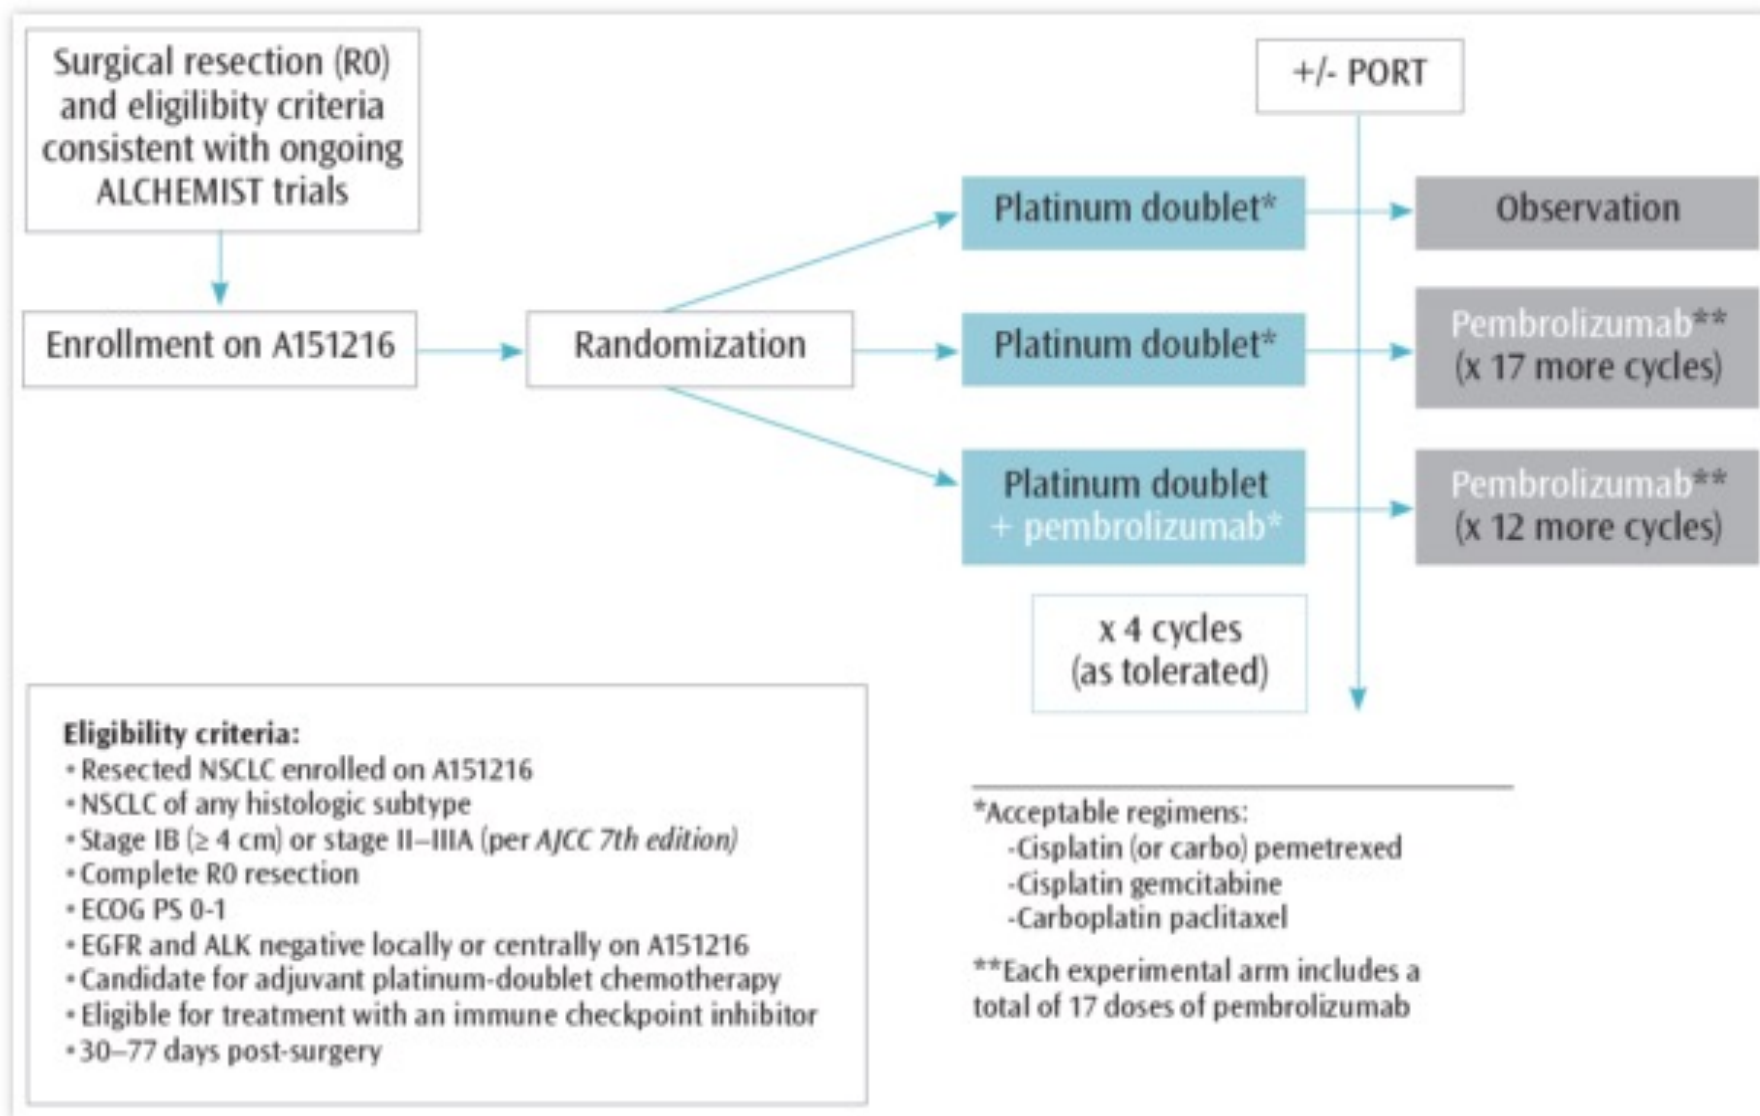 Surgical resection (R0)
and eligilibity criteria
consistent with ongoing
ALCHEMIST trials
Enrollment on A151216
Randomization
+/- PORT
Platinum doublet*
Observation
Platinum doublet*
Pembrolizumab**
(x 17 more cycles)
Platinum doublet
+ pembrolizumab*
Pembrolizumab**
(x 12 more cycles)
x 4 cycles
(as tolerated)
Eligibility criteria:
• Resected NSCLC enrolled on A151216
• NSCLC of any histologic subtype
• Stage IB (≥ 4 cm) or stage II–IIIA (per AJCC 7th edition)
• Complete R0 resection
• ECOG PS 0-1
• EGFR and ALK negative locally or centrally on A151216
• Candidate for adjuvant platinum-doublet chemotherapy
• Eligible for treatment with an immune checkpoint inhibitor
• 30–77 days post-surgery
*Acceptable regimens:
-Cisplatin (or carbo) pemetrexed
-Cisplatin gemcitabine
-Carboplatin paclitaxel
**Each experimental arm includes a
total of 17 doses of pembrolizumab